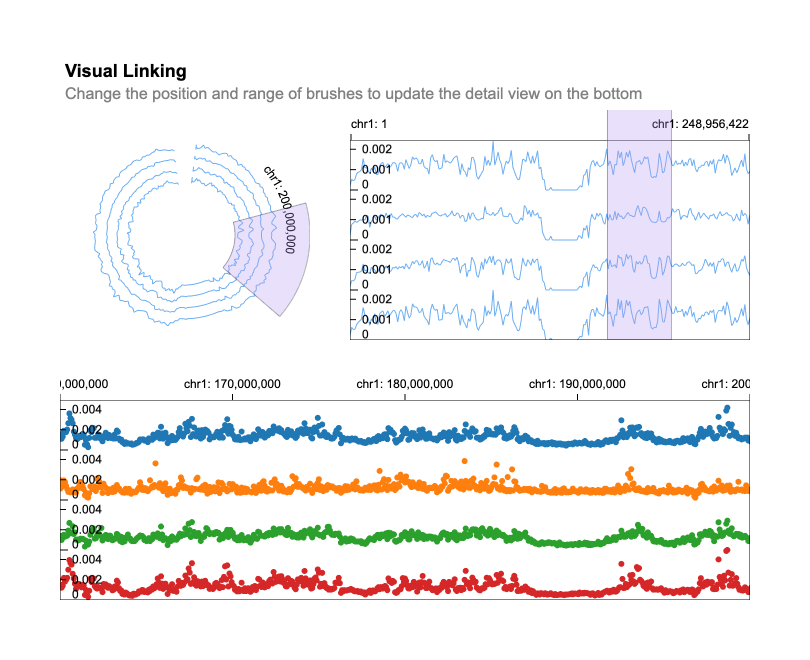 Visual Linking
Change the position and range of brushes to update the detail view on the bottom
chr1: 1
chr1: 248,956,422
0.002
0.001
0
0.002
0.001
0
0.002
0.001
0
0.002
0.001
0
chr1: 200,000,000
0,000,000
chr1: 170,000,000
chr1: 180,000,000
chr1: 190,000,000
chr1: 200
0.004
0.002
0
0.004
0.002
0
0.004
0.002
0
0.004
0.002
0